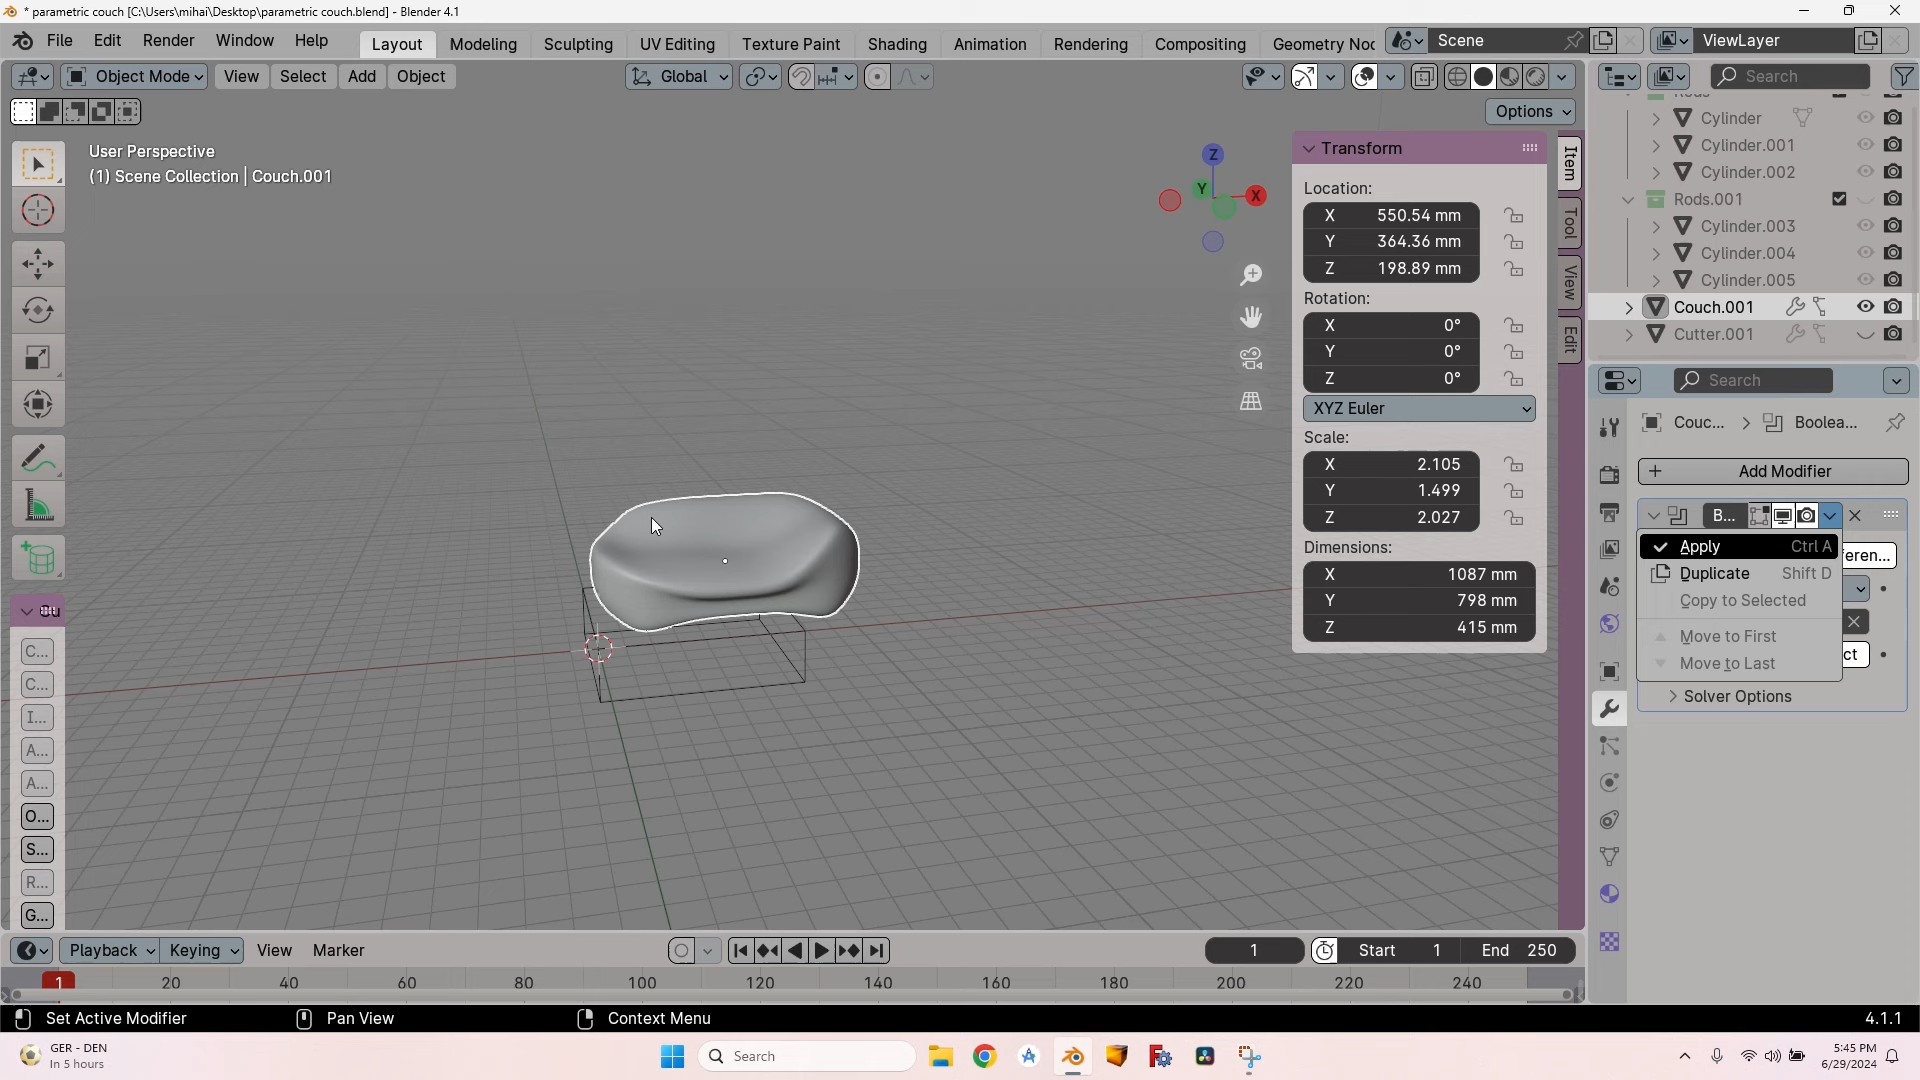 * parametric couch [C:\Users\mihai\Desktop\parametric couch.blend] - Blender 4.1
File Edit Render Window Help Layout Modeling Sculpting UV Editing Texture Paint Shading Animation Rendering Compositing Geometry Noc Scene ViewLayer
Object Mode View Select Add Object Global Search
Options
User Perspective
(1) Scene Collection | Couch.001
Z
Y
X
Transform
Location:
X 550.54 mm
Y 364.36 mm
Z 198.89 mm
Rotation:
X 0°
Y 0°
Z 0°
XYZ Euler
Scale:
X 2.105
Y 1.499
Z 2.027
Dimensions:
X 1087 mm
Y 798 mm
Z 415 mm
Item
Tool
View
Edit
Cylinder
Cylinder.001
Cylinder.002
Rods.001
Cylinder.003
Cylinder.004
Cylinder.005
Couch.001
Cutter.001
Search
Couc... Boolea...
Add Modifier
B...
Apply Ctrl A
feren...
Duplicate Shift D
Copy to Selected
Move to First
ct
Move to Last
Solver Options
C...
C...
I...
A...
A...
O...
S...
R...
G...
Playback Keying View Marker 1 Start 1 End 250
1 20 40 60 80 100 120 140 160 180 200 220 240
Set Active Modifier Pan View Context Menu 4.1.1
GER - DEN
In 5 hours
Search
5:45 PM
6/29/2024